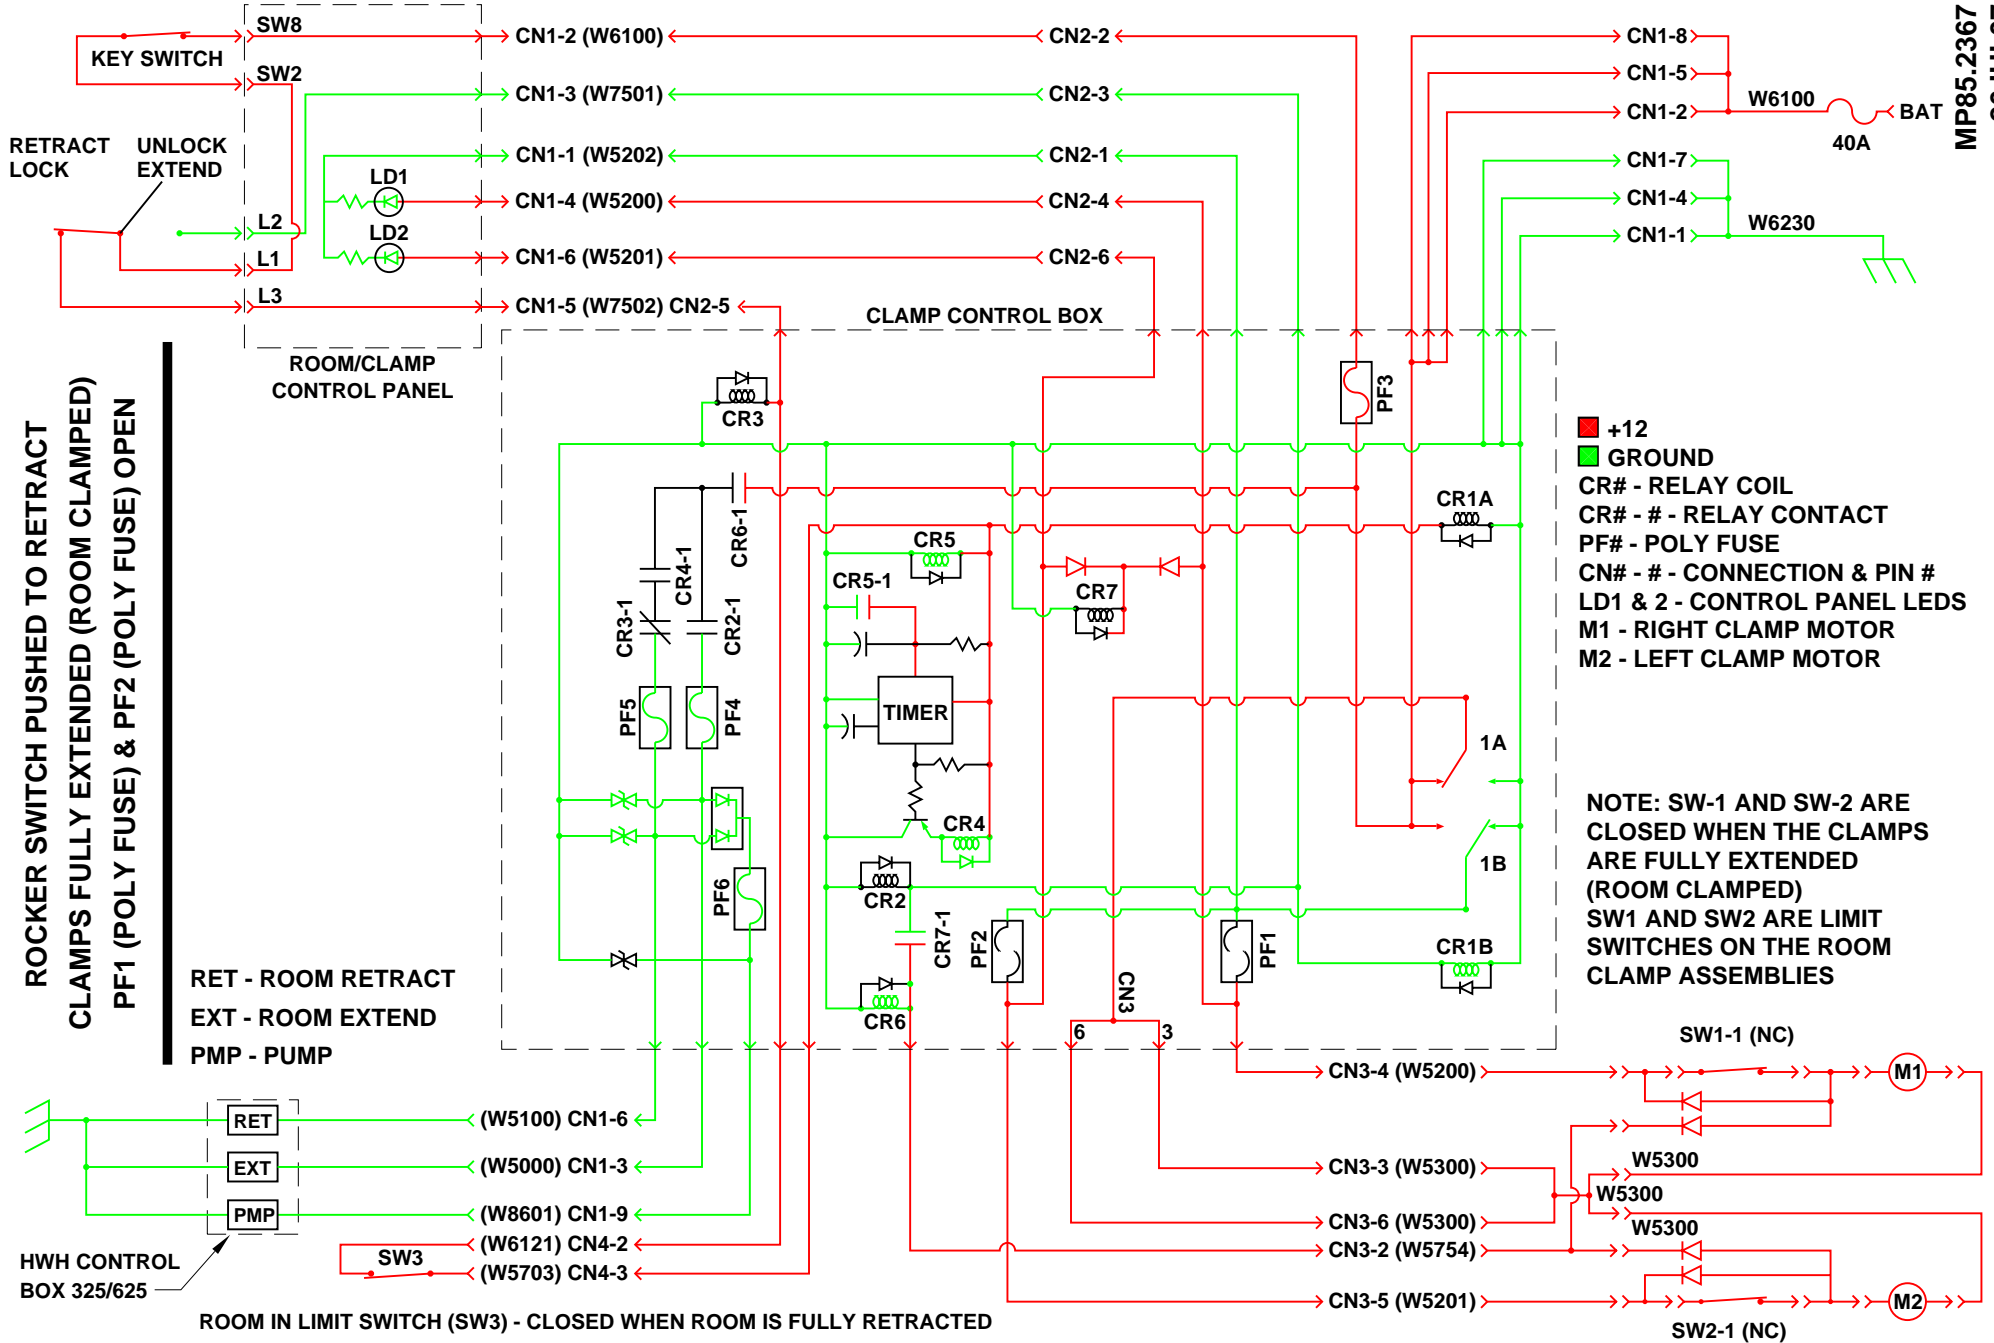 SW8
KEY SWITCH
SW2
RETRACT
LOCK
UNLOCK
EXTEND
L2
L1
L3
LD1
LD2
ROOM/CLAMP
CONTROL PANEL
CN1-2 (W6100)
CN2-2
CN1-3 (W7501)
CN2-3
CN1-1 (W5202)
CN2-1
CN1-4 (W5200)
CN2-4
CN1-6 (W5201)
CN2-6
CN1-5 (W7502) CN2-5
CLAMP CONTROL BOX
CN1-8
CN1-5
CN1-2
W6100
BAT
40A
CN1-7
CN1-4
CN1-1
W6230
MP85.2367
ROCKER SWITCH PUSHED TO RETRACT
CLAMPS FULLY EXTENDED (ROOM CLAMPED)
PF1 (POLY FUSE) & PF2 (POLY FUSE) OPEN
CR3
PF3
CR6-1
CR4-1
CR3-1
CR2-1
CR5
CR5-1
CR7
CR1A
TIMER
PF5
PF4
PF6
CR4
CR2
CR7-1
CR6
PF2
PF1
CN3
6
3
1A
1B
CR1B
+12
GROUND
CR# - RELAY COIL
CR# - # - RELAY CONTACT
PF# - POLY FUSE
CN# - # - CONNECTION & PIN #
LD1 & 2 - CONTROL PANEL LEDS
M1 - RIGHT CLAMP MOTOR
M2 - LEFT CLAMP MOTOR
NOTE: SW-1 AND SW-2 ARE
CLOSED WHEN THE CLAMPS
ARE FULLY EXTENDED
(ROOM CLAMPED)
SW1 AND SW2 ARE LIMIT
SWITCHES ON THE ROOM
CLAMP ASSEMBLIES
RET - ROOM RETRACT
EXT - ROOM EXTEND
PMP - PUMP
RET
EXT
PMP
(W5100) CN1-6
(W5000) CN1-3
(W8601) CN1-9
(W6121) CN4-2
SW3
(W5703) CN4-3
HWH CONTROL
BOX 325/625
ROOM IN LIMIT SWITCH (SW3) - CLOSED WHEN ROOM IS FULLY RETRACTED
SW1-1 (NC)
CN3-4 (W5200)
M1
CN3-3 (W5300)
W5300
W5300
CN3-6 (W5300)
W5300
CN3-2 (W5754)
CN3-5 (W5201)
M2
SW2-1 (NC)